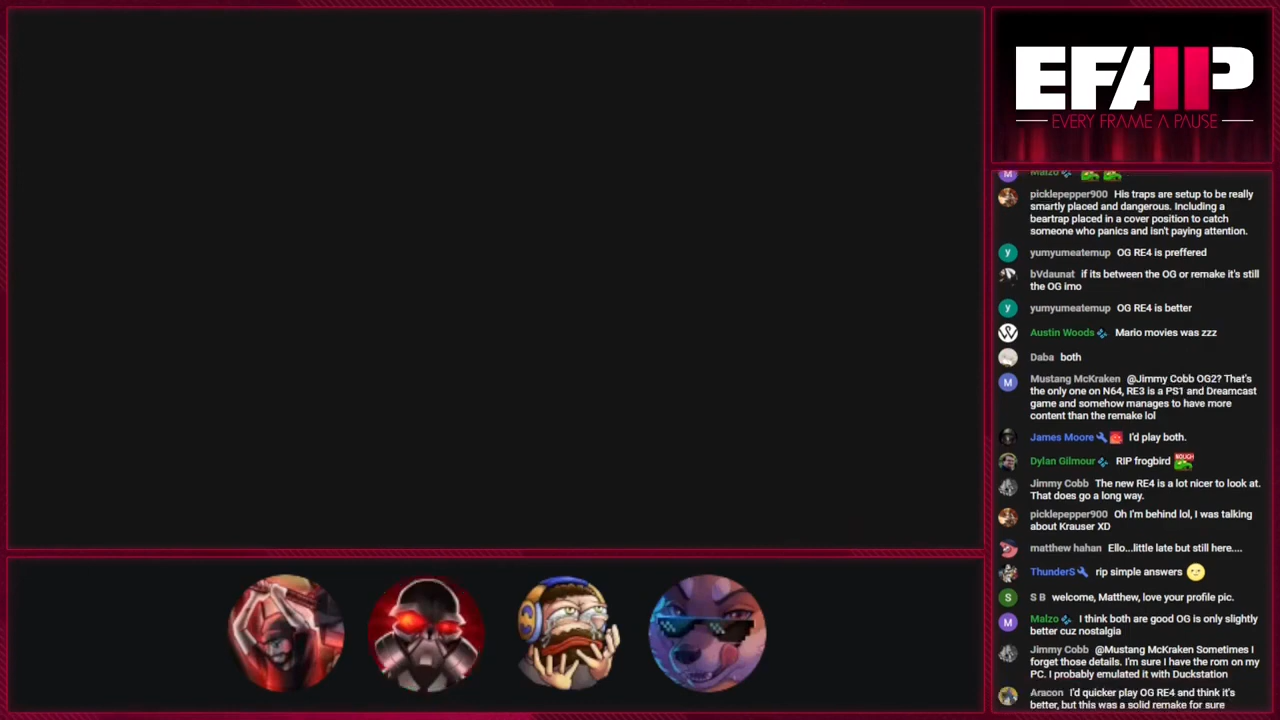 EFAP
EVERY FRAME A PAUSE
Malzo
picklepepper900 His traps are setup to be really
smartly placed and dangerous. Including a
beartrap placed in a cover position to catch
someone who panics and isn't paying attention.
yumyumeatemup OG RE4 is preffered
bVdaunat if its between the OG or remake it's still
the OG imo
yumyumeatemup OG RE4 is better
Austin Woods Mario movies was zzz
Daba both
Mustang McKraken @Jimmy Cobb OG2? That's
the only one on N64, RE3 is a PS1 and Dreamcast
game and somehow manages to have more
content than the remake lol
James Moore I'd play both.
Dylan Gilmour RIP frogbird
Jimmy Cobb The new RE4 is a lot nicer to look at.
That does go a long way.
picklepepper900 Oh I'm behind lol, I was talking
about Krauser XD
matthew hahan Ello...little late but still here....
ThunderS rip simple answers
S B welcome, Matthew, love your profile pic.
Malzo I think both are good OG is only slightly
better cuz nostalgia
Jimmy Cobb @Mustang McKraken Sometimes I
forget those details. I'm sure I have the rom on my
PC. I probably emulated it with Duckstation
Aracon I'd quicker play OG RE4 and think it's
better, but this was a solid remake for sure